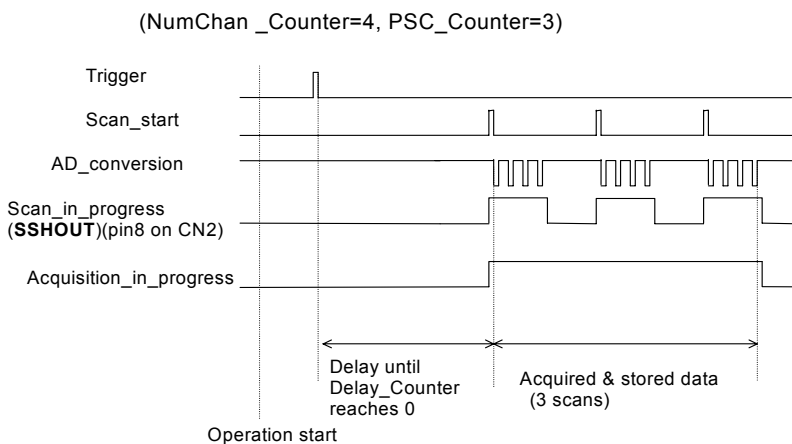 (NumChan _Counter=4, PSC_Counter=3)
Trigger
Scan_start
AD_conversion
Scan_in_progress
(SSHOUT)(pin8 on CN2)
Acquisition_in_progress
Delay until
Delay_Counter
reaches 0
Acquired & stored data
(3 scans)
Operation start